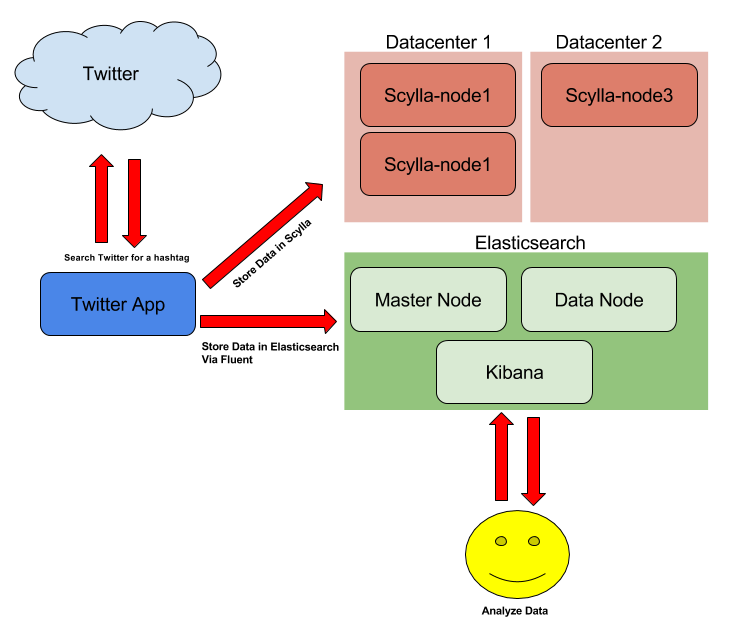 Twitter
Datacenter 1
Datacenter 2
Scylla-node1
Scylla-node3
Scylla-node1
Search Twitter for a hashtag
Store Data in Scylla
Twitter App
Store Data in Elasticsearch
Via Fluent
Elasticsearch
Master Node
Data Node
Kibana
Analyze Data